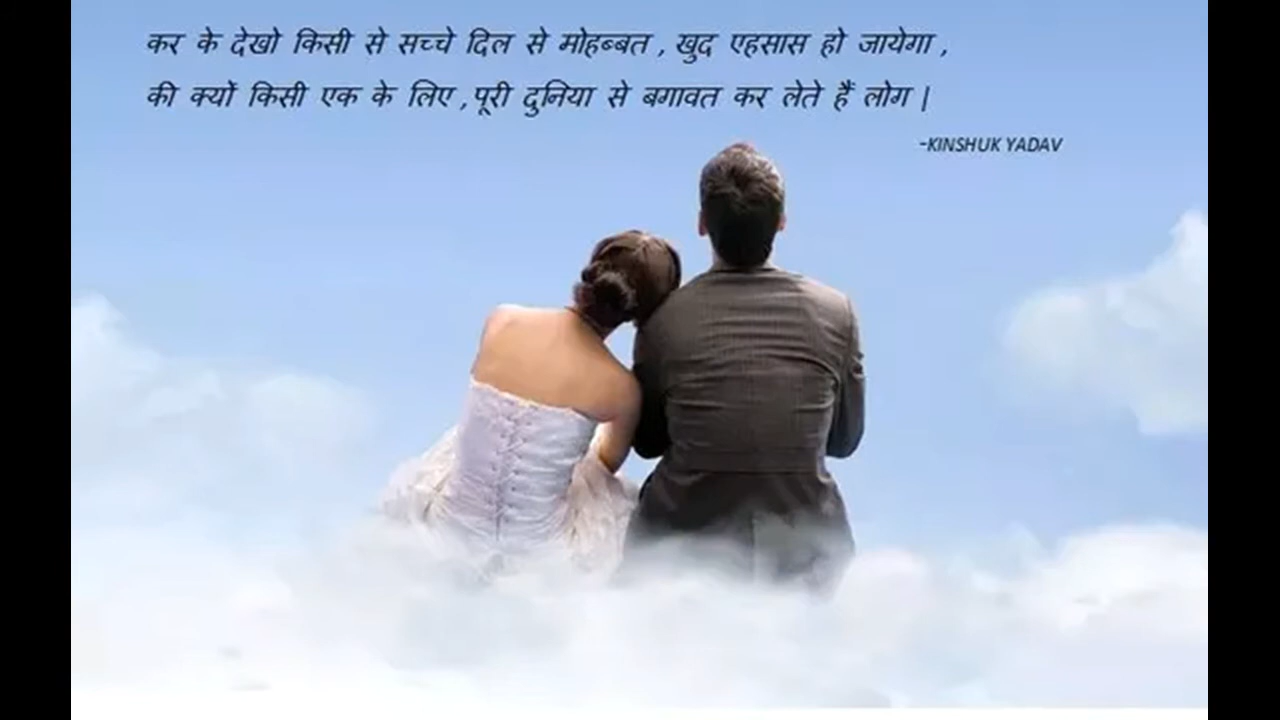 कर के देखो किसी से सच्चे दिल से मोहब्बत , खुद एहसास हो जायेगा ,
की क्यों किसी एक के लिए ,पूरी दुनिया से बगावत कर लेते हैं लोग |
-KINSHUK YADAV